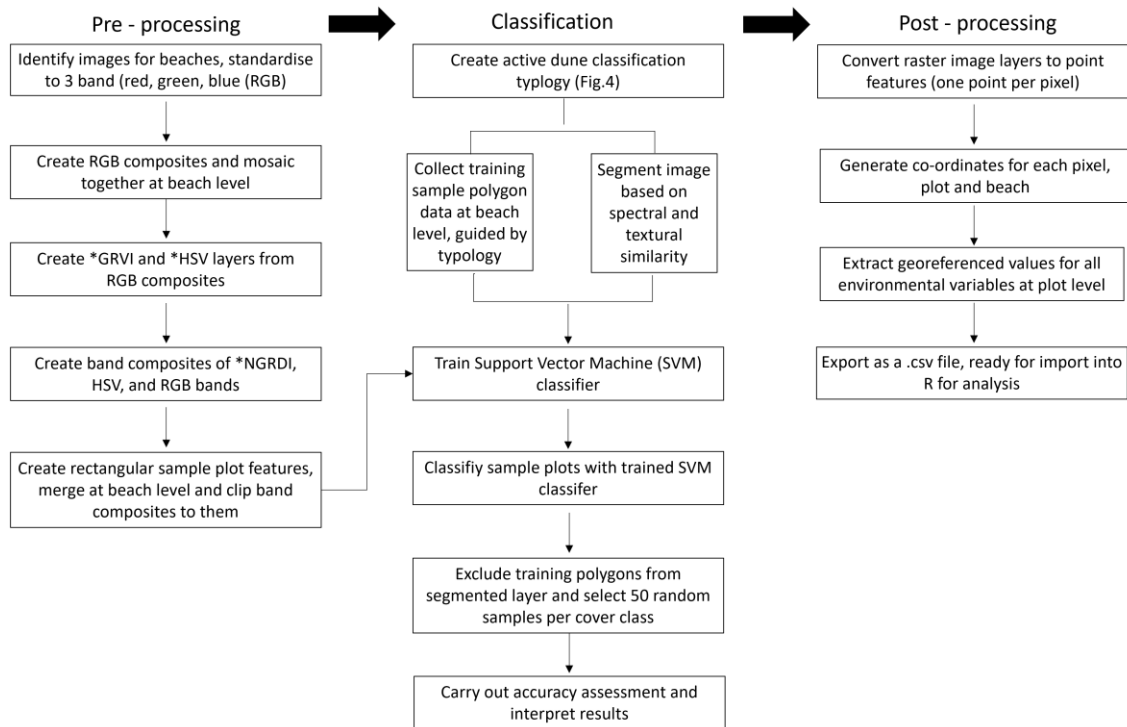 Pre - processing
Identify images for beaches, standardise
to 3 band (red, green, blue (RGB)
Create RGB composites and mosaic
together at beach level
Create *GRVI and *HSV layers from
RGB composites
Create band composites of *NGRDI,
HSV, and RGB bands
Create rectangular sample plot features,
merge at beach level and clip band
composites to them
Classification
Create active dune classification
typlogy (Fig.4)
Collect training
sample polygon
data at beach
level, guided by
typology
Segment image
based on
spectral and
textural
similarity
Train Support Vector Machine (SVM)
classifier
Classifiy sample plots with trained SVM
classifer
Exclude training polygons from
segmented layer and select 50 random
samples per cover class
Carry out accuracy assessment and
interpret results
Post - processing
Convert raster image layers to point
features (one point per pixel)
Generate co-ordinates for each pixel,
plot and beach
Extract georeferenced values for all
environmental variables at plot level
Export as a .csv file, ready for import into
R for analysis